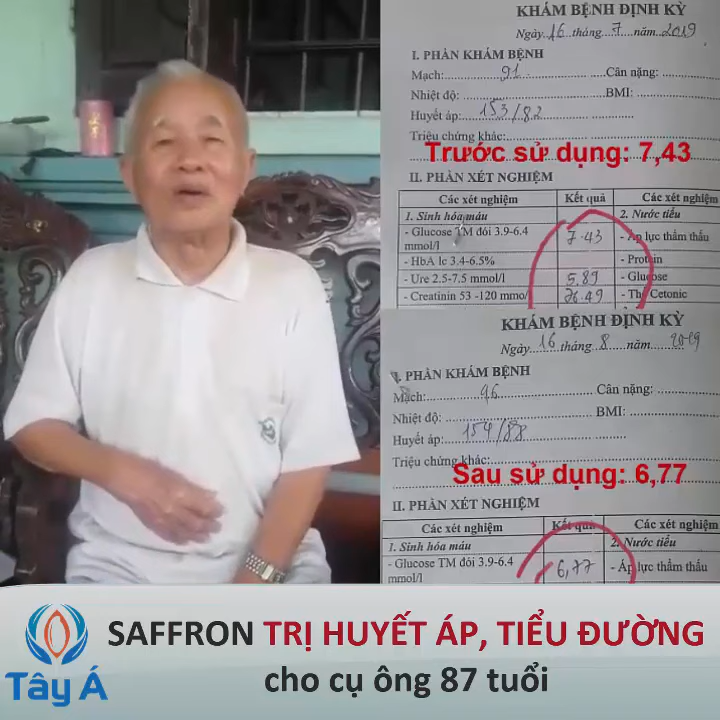 KHÁM BỆNH ĐỊNH KỲ
Ngày 16 tháng 7 năm 2019
I. PHẦN KHÁM BỆNH
Mạch: 91 Cân nặng:
Nhiệt độ: BMI:
Huyết áp: 153/82
Triệu chứng khác:
Trước sử dụng: 7,43
II. PHẦN XÉT NGHIỆM
Các xét nghiệm Kết quả Các xét nghiệm
1. Sinh hóa máu 2. Nước tiểu
- Glucose TM đói 3.9-6.4 mmol/l 7.43 - Áp lực thẩm thấu
- HbA lc 3.4-6.5% - Protein
- Ure 2.5-7.5 mmol/l 5.89 - Glucose
- Creatinin 53 -120 mmo/ 76.49 - Thể Cetonic
KHÁM BỆNH ĐỊNH KỲ
Ngày 16 tháng 8 năm 2019
I. PHẦN KHÁM BỆNH
Mạch: 96 Cân nặng:
Nhiệt độ: BMI:
Huyết áp: 154/88
Triệu chứng khác:
Sau sử dụng: 6,77
II. PHẦN XÉT NGHIỆM
Các xét nghiệm Kết quả Các xét nghiệm
1. Sinh hóa máu 2. Nước tiểu
- Glucose TM đói 3.9-6.4 mmol/l 6,77 - Áp lực thẩm thấu
SAFFRON TRỊ HUYẾT ÁP, TIỂU ĐƯỜNG
cho cụ ông 87 tuổi
Tây Á